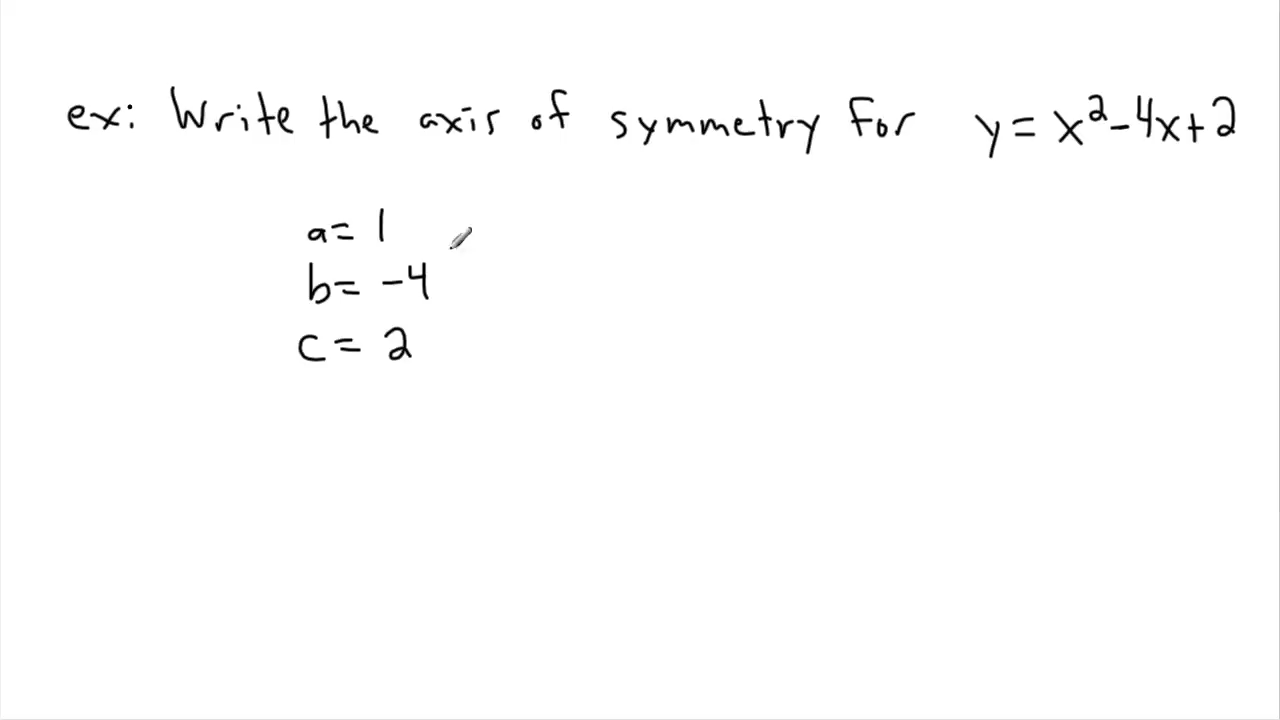 ex: Write the axis of symmetry for y = x²-4x+2
a= 1
b= -4
c = 2